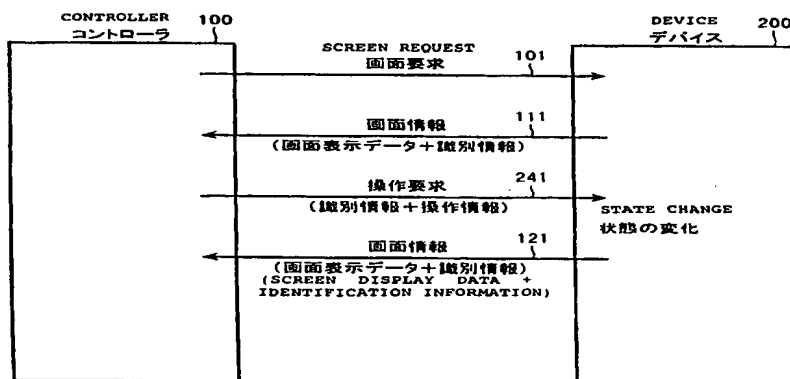 CONTROLLER 100
コントローラ
DEVICE 200
デバイス
SCREEN REQUEST
画面要求 101
画面情報 111
(画面表示データ+識別情報)
操作要求 241
(識別情報+操作情報)
STATE CHANGE
状態の変化
画面情報 121
(画面表示データ+識別情報)
(SCREEN DISPLAY DATA +
IDENTIFICATION INFORMATION)